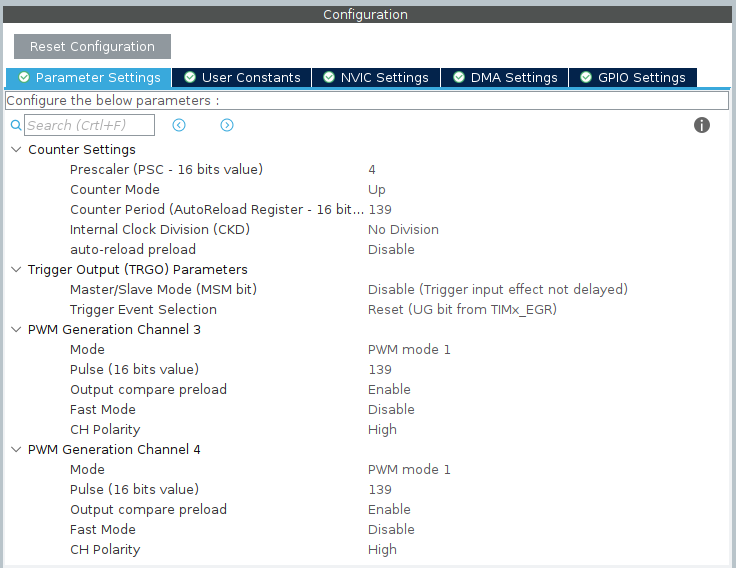 Configuration
Reset Configuration
Parameter Settings User Constants NVIC Settings DMA Settings GPIO Settings
Configure the below parameters :
Search (Crtl+F)
Counter Settings
Prescaler (PSC - 16 bits value) 4
Counter Mode Up
Counter Period (AutoReload Register - 16 bit... 139
Internal Clock Division (CKD) No Division
auto-reload preload Disable
Trigger Output (TRGO) Parameters
Master/Slave Mode (MSM bit) Disable (Trigger input effect not delayed)
Trigger Event Selection Reset (UG bit from TIMx_EGR)
PWM Generation Channel 3
Mode PWM mode 1
Pulse (16 bits value) 139
Output compare preload Enable
Fast Mode Disable
CH Polarity High
PWM Generation Channel 4
Mode PWM mode 1
Pulse (16 bits value) 139
Output compare preload Enable
Fast Mode Disable
CH Polarity High